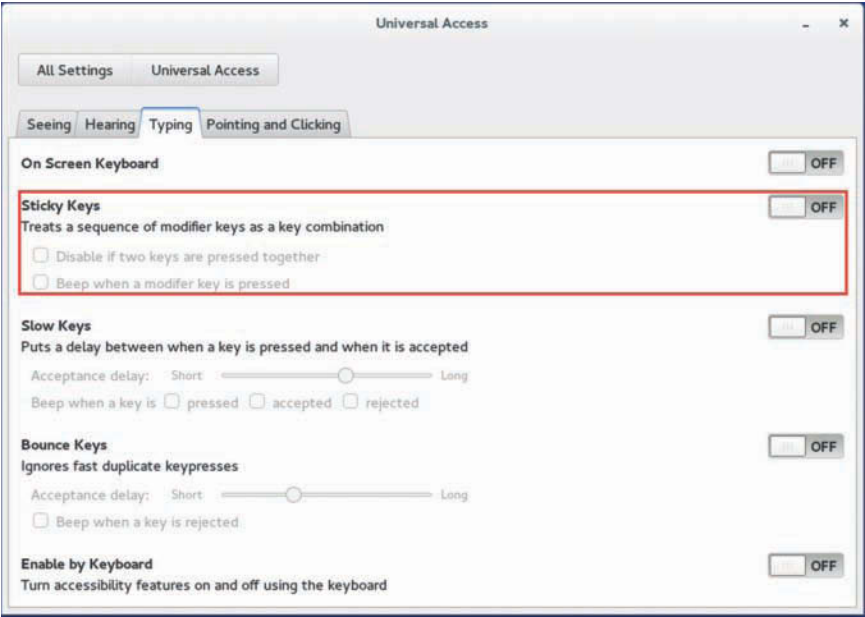 Universal Access
All Settings Universal Access
Seeing Hearing Typing Pointing and Clicking
On Screen Keyboard OFF
Sticky Keys OFF
Treats a sequence of modifier keys as a key combination
Disable if two keys are pressed together
Beep when a modifer key is pressed
Slow Keys OFF
Puts a delay between when a key is pressed and when it is accepted
Acceptance delay: Short Long
Beep when a key is pressed accepted rejected
Bounce Keys OFF
Ignores fast duplicate keypresses
Acceptance delay: Short Long
Beep when a key is rejected
Enable by Keyboard OFF
Turn accessibility features on and off using the keyboard